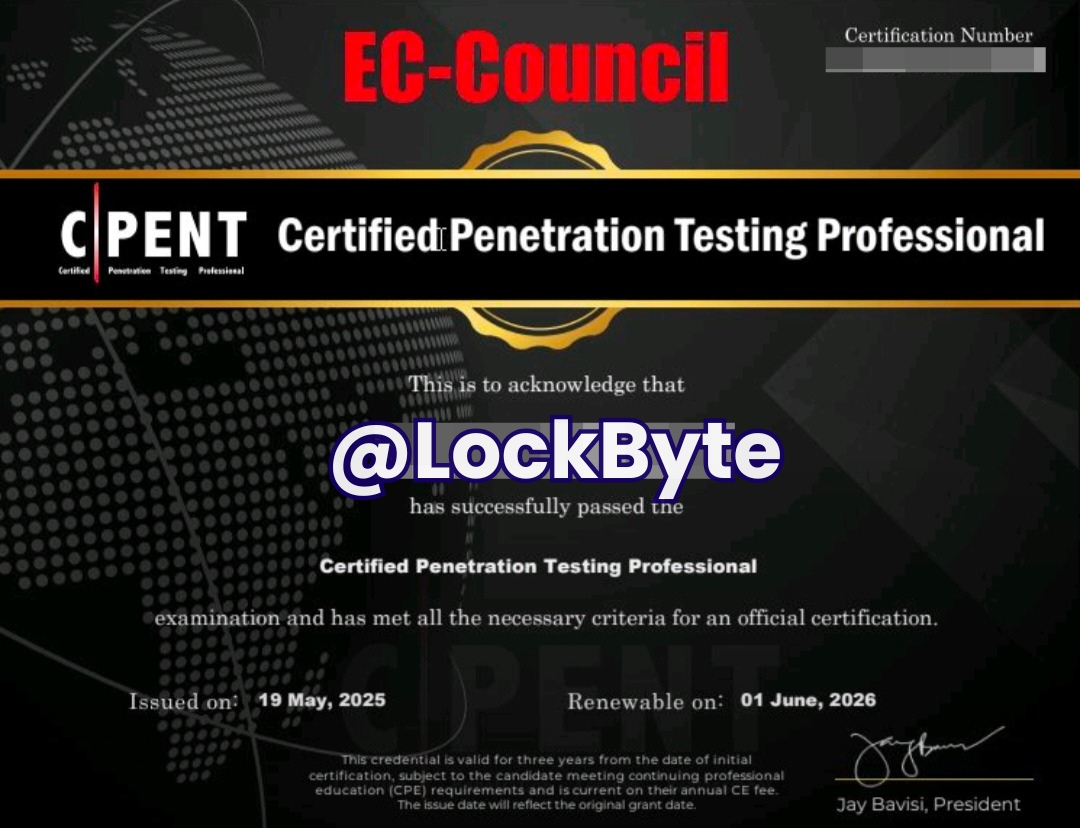 EC-Council
Certification Number
C|PENT
Certified Penetration Testing Professional
Certified Penetration Testing Professional
This is to acknowledge that
@LockByte
has successfully passed the
Certified Penetration Testing Professional
examination and has met all the necessary criteria for an official certification.
CPENT
Issued on: 19 May, 2025
Renewable on: 01 June, 2026
This credential is valid for three years from the date of initial
certification, subject to the candidate meeting continuing professional
education (CPE) requirements and is current on their annual CE fee.
The issue date will reflect the original grant date.
Jay Bavisi, President